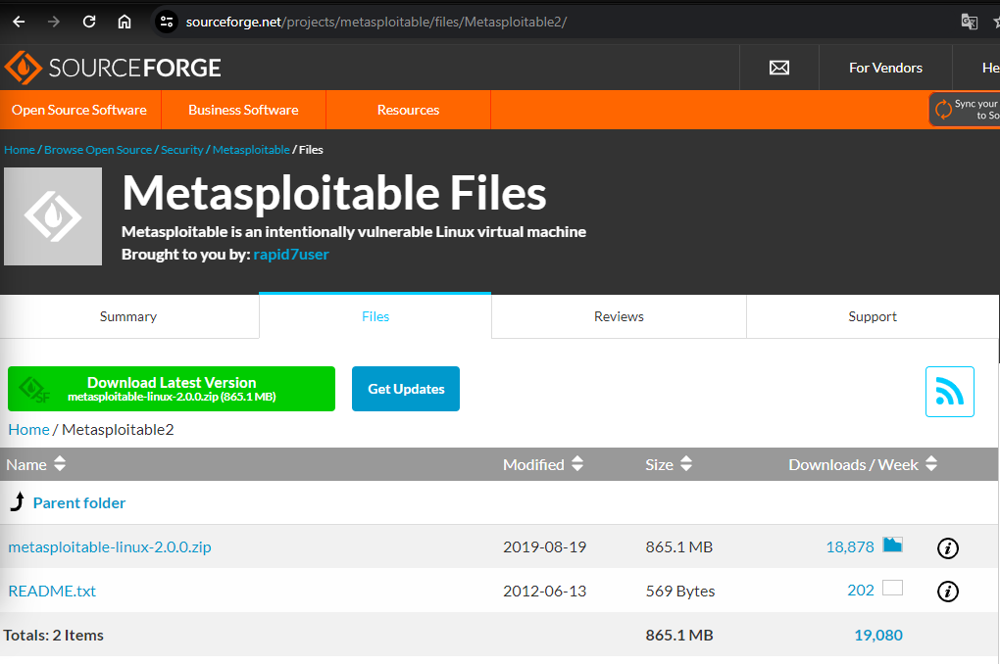 sourceforge.net/projects/metasploitable/files/Metasploitable2/
SOURCEFORGE
For Vendors
He
Open Source Software
Business Software
Resources
Sync your
to So
Home / Browse Open Source / Security / Metasploitable / Files
Metasploitable Files
Metasploitable is an intentionally vulnerable Linux virtual machine
Brought to you by: rapid7user
Summary
Files
Reviews
Support
SF
Download Latest Version
metasploitable-linux-2.0.0.zip (865.1 MB)
Get Updates
Home / Metasploitable2
Name Modified Size Downloads / Week
Parent folder
metasploitable-linux-2.0.0.zip 2019-08-19 865.1 MB 18,878 i
README.txt 2012-06-13 569 Bytes 202 i
Totals: 2 Items 865.1 MB 19,080